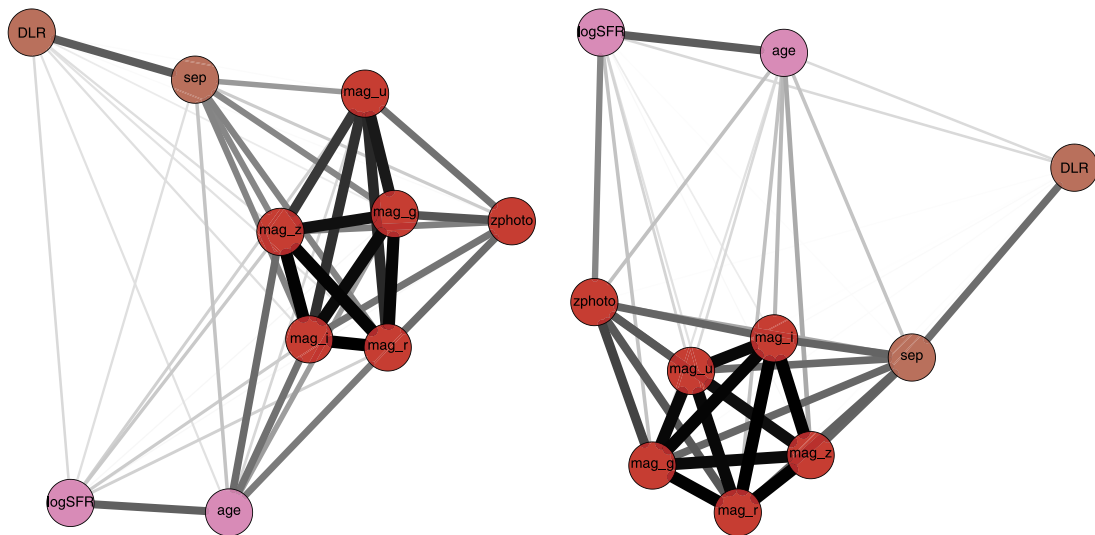 DLR
sep
mag_u
mag_g
mag_z
zphoto
mag_i
mag_r
logSFR
age
logSFR
age
DLR
zphoto
mag_i
sep
mag_u
mag_z
mag_g
mag_r